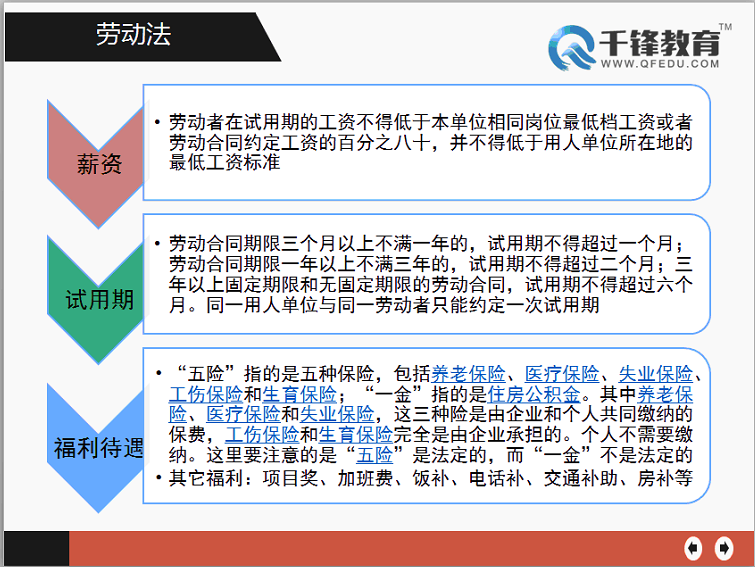 劳动法
千锋教育TM
WWW.QFEDU.COM
薪资
• 劳动者在试用期的工资不得低于本单位相同岗位最低档工资或者
劳动合同约定工资的百分之八十，并不得低于用人单位所在地的
最低工资标准
试用期
• 劳动合同期限三个月以上不满一年的，试用期不得超过一个月；
劳动合同期限一年以上不满三年的，试用期不得超过二个月；三
年以上固定期限和无固定期限的劳动合同，试用期不得超过六个
月。同一用人单位与同一劳动者只能约定一次试用期
福利待遇
• “五险”指的是五种保险，包括养老保险、医疗保险、失业保险、
工伤保险和生育保险；“一金”指的是住房公积金。其中养老保
险、医疗保险和失业保险，这三种险是由企业和个人共同缴纳的
保费，工伤保险和生育保险完全是由企业承担的。个人不需要缴
纳。这里要注意的是“五险”是法定的，而“一金”不是法定的
• 其它福利：项目奖、加班费、饭补、电话补、交通补助、房补等